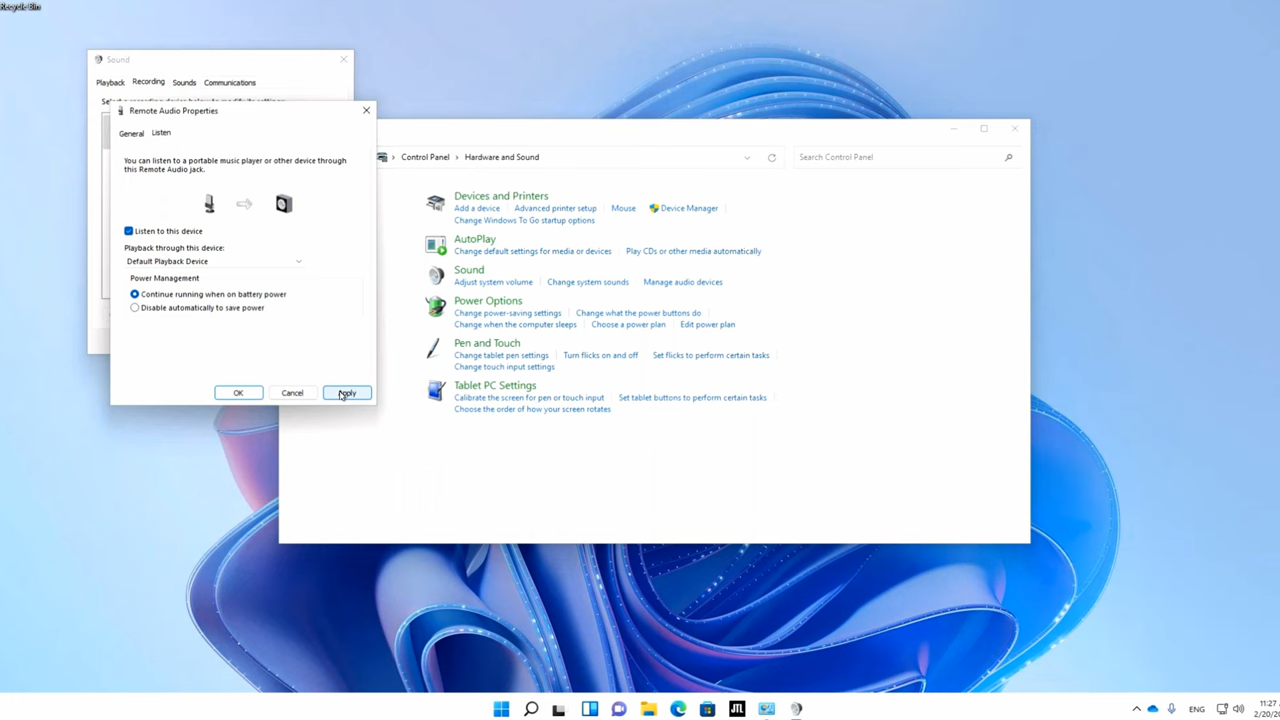 Recycle Bin
Sound
Playback Recording Sounds Communications
Remote Audio Properties
General Listen
You can listen to a portable music player or other device through
this Remote Audio jack.
Listen to this device
Playback through this device:
Default Playback Device
Power Management
Continue running when on battery power
Disable automatically to save power
OK Cancel Apply
Control Panel > Hardware and Sound
Search Control Panel
Devices and Printers
Add a device Advanced printer setup Mouse Device Manager
Change Windows To Go startup options
AutoPlay
Change default settings for media or devices Play CDs or other media automatically
Sound
Adjust system volume Change system sounds Manage audio devices
Power Options
Change power-saving settings Change what the power buttons do
Change when the computer sleeps Choose a power plan Edit power plan
Pen and Touch
Change tablet pen settings Turn flicks on and off Set flicks to perform certain tasks
Change touch input settings
Tablet PC Settings
Calibrate the screen for pen or touch input Set tablet buttons to perform certain tasks
Choose the order of how your screen rotates
JTL
ENG
11:27
2/20/20